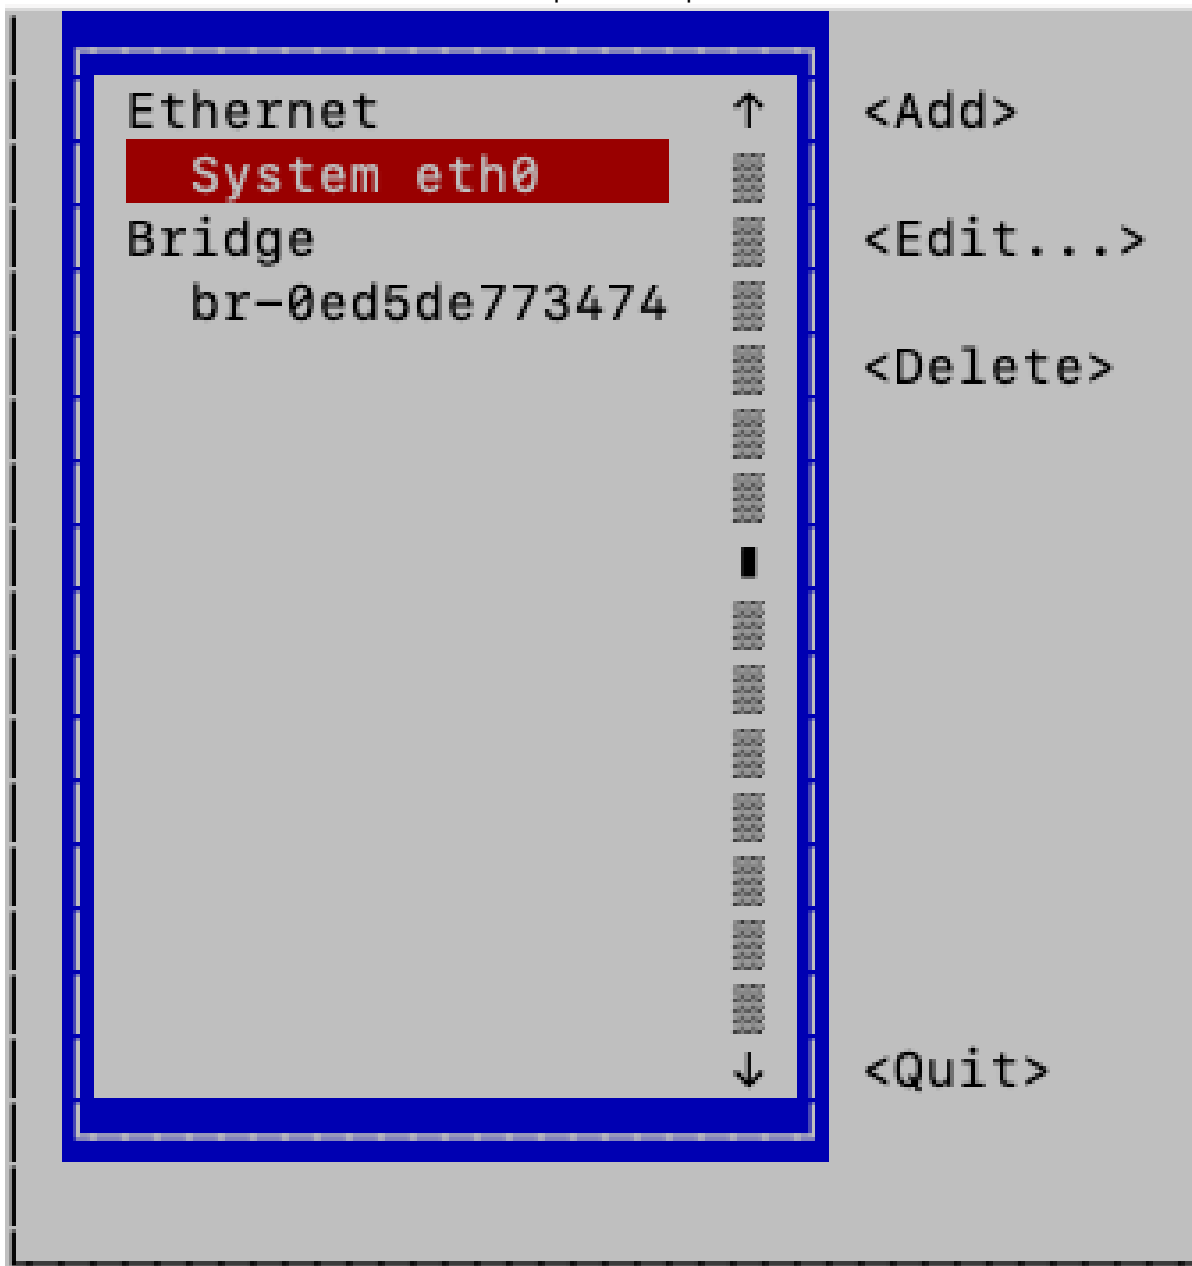 Ethernet ↑ <Add>
System eth0
Bridge <Edit...>
br-0ed5de773474
<Delete>
↓ <Quit>